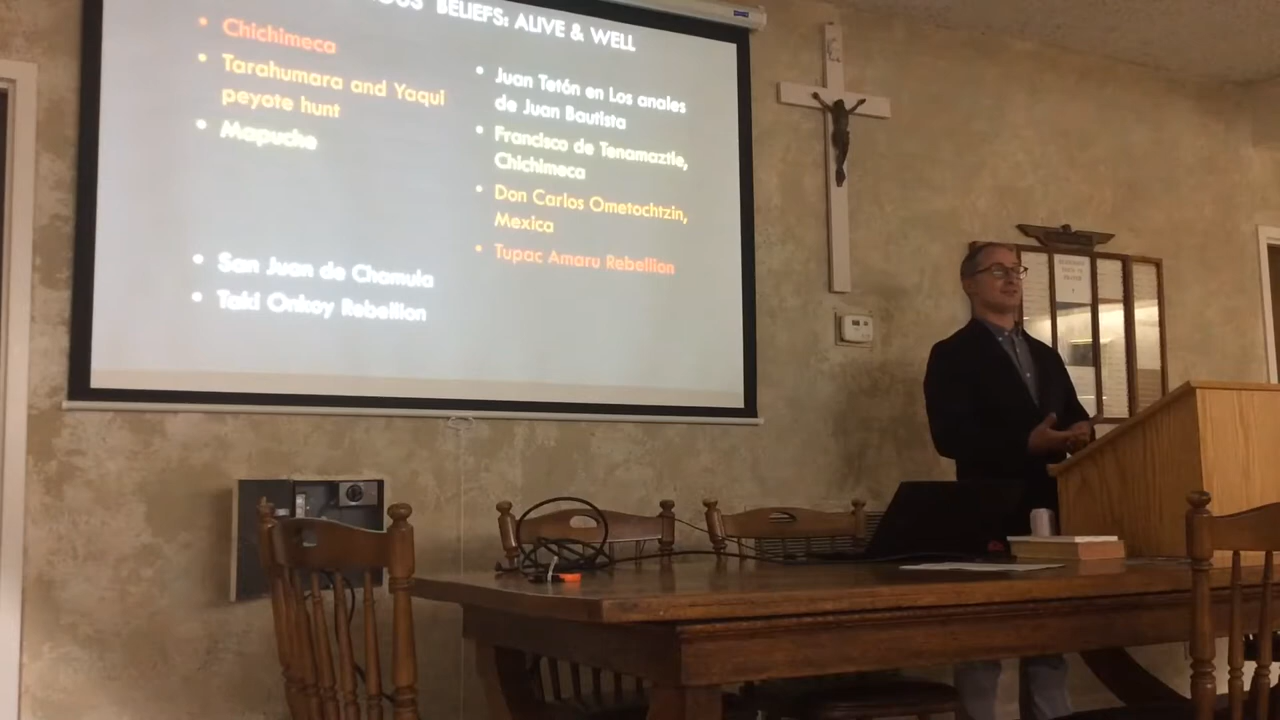 BELIEFS: ALIVE & WELL
• Chichimeca
• Tarahumara and Yaqui
peyote hunt
• Mapuche
• San Juan de Chamula
• Taki Onkoy Rebellion
• Juan Tetón en Los anales
de Juan Bautista
• Francisco de Tenamaztle,
Chichimeca
• Don Carlos Ometochtzin,
Mexica
• Tupac Amaru Rebellion